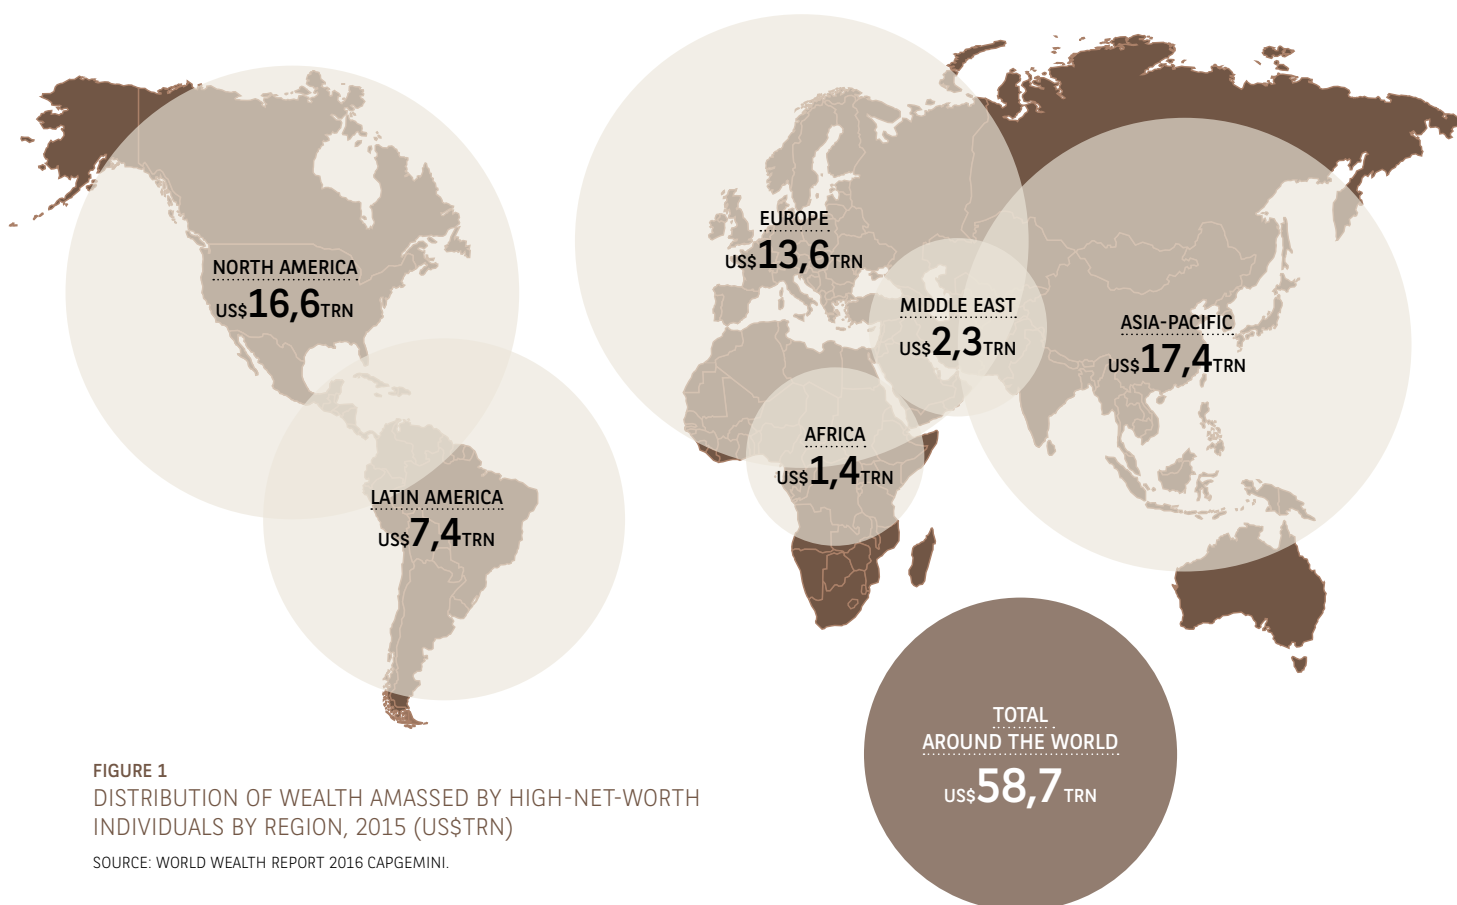 EUROPE
US$13,6TRN
NORTH AMERICA
US$16,6TRN
MIDDLE EAST
US$2,3TRN
ASIA-PACIFIC
US$17,4TRN
AFRICA
US$1,4TRN
LATIN AMERICA
US$7,4TRN
TOTAL
AROUND THE WORLD
US$58,7 TRN
FIGURE 1
DISTRIBUTION OF WEALTH AMASSED BY HIGH-NET-WORTH
INDIVIDUALS BY REGION, 2015 (US$TRN)
SOURCE: WORLD WEALTH REPORT 2016 CAPGEMINI.